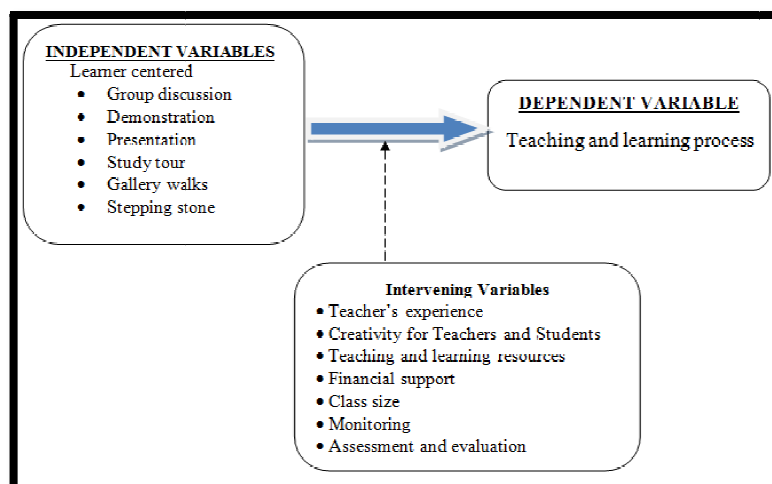 INDEPENDENT VARIABLES
Learner centered
• Group discussion
• Demonstration
• Presentation
• Study tour
• Gallery walks
• Stepping stone
DEPENDENT VARIABLE
Teaching and learning process
Intervening Variables
• Teacher's experience
• Creativity for Teachers and Students
• Teaching and learning resources
• Financial support
• Class size
• Monitoring
• Assessment and evaluation